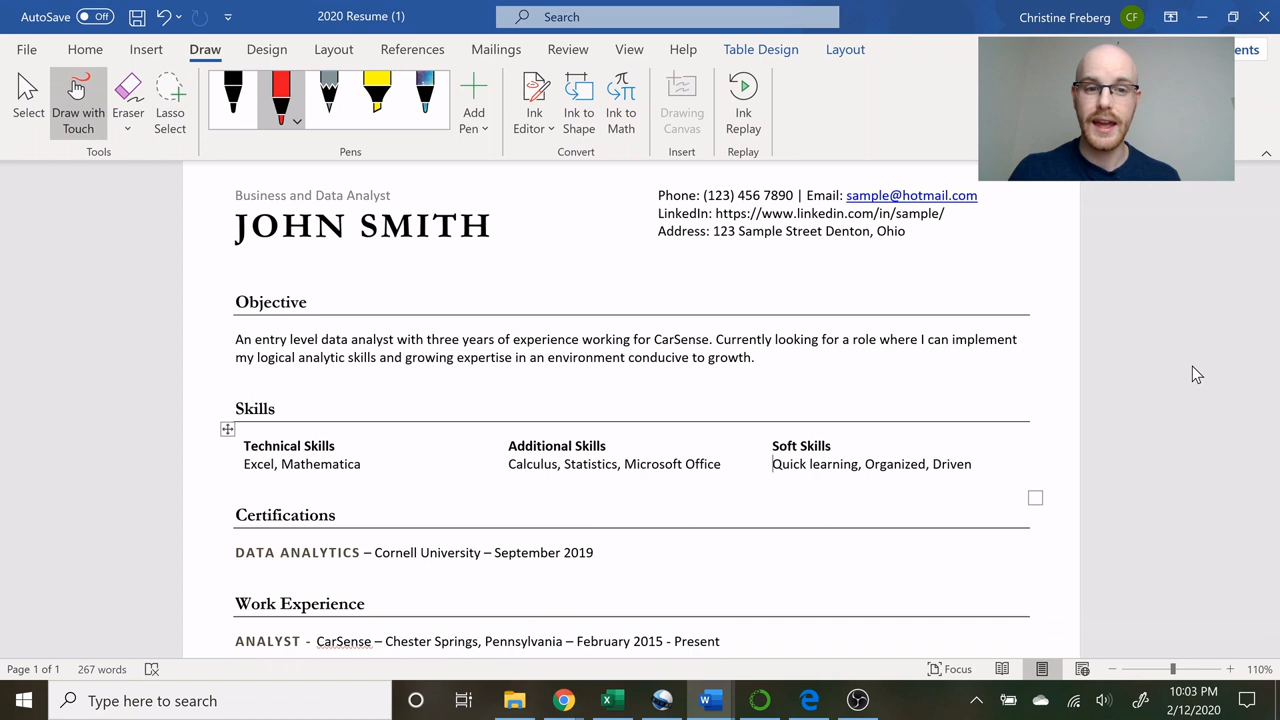 AutoSave Off 2020 Resume (1) Search Christine Freberg CF
File Home Insert Draw Design Layout References Mailings Review View Help Table Design Layout ents
Select Draw with Touch Eraser Lasso Select Add Pen Ink Editor Ink to Shape Ink to Math Drawing Canvas Ink Replay
Tools Pens Convert Insert Replay
Business and Data Analyst
JOHN SMITH
Phone: (123) 456 7890 | Email: sample@hotmail.com
LinkedIn: https://www.linkedin.com/in/sample/
Address: 123 Sample Street Denton, Ohio
Objective
An entry level data analyst with three years of experience working for CarSense. Currently looking for a role where I can implement
my logical analytic skills and growing expertise in an environment conducive to growth.
Skills
Technical Skills Additional Skills Soft Skills
Excel, Mathematica Calculus, Statistics, Microsoft Office Quick learning, Organized, Driven
Certifications
DATA ANALYTICS – Cornell University – September 2019
Work Experience
ANALYST - CarSense – Chester Springs, Pennsylvania – February 2015 - Present
Page 1 of 1 267 words Focus 110%
Type here to search 10:03 PM
2/12/2020